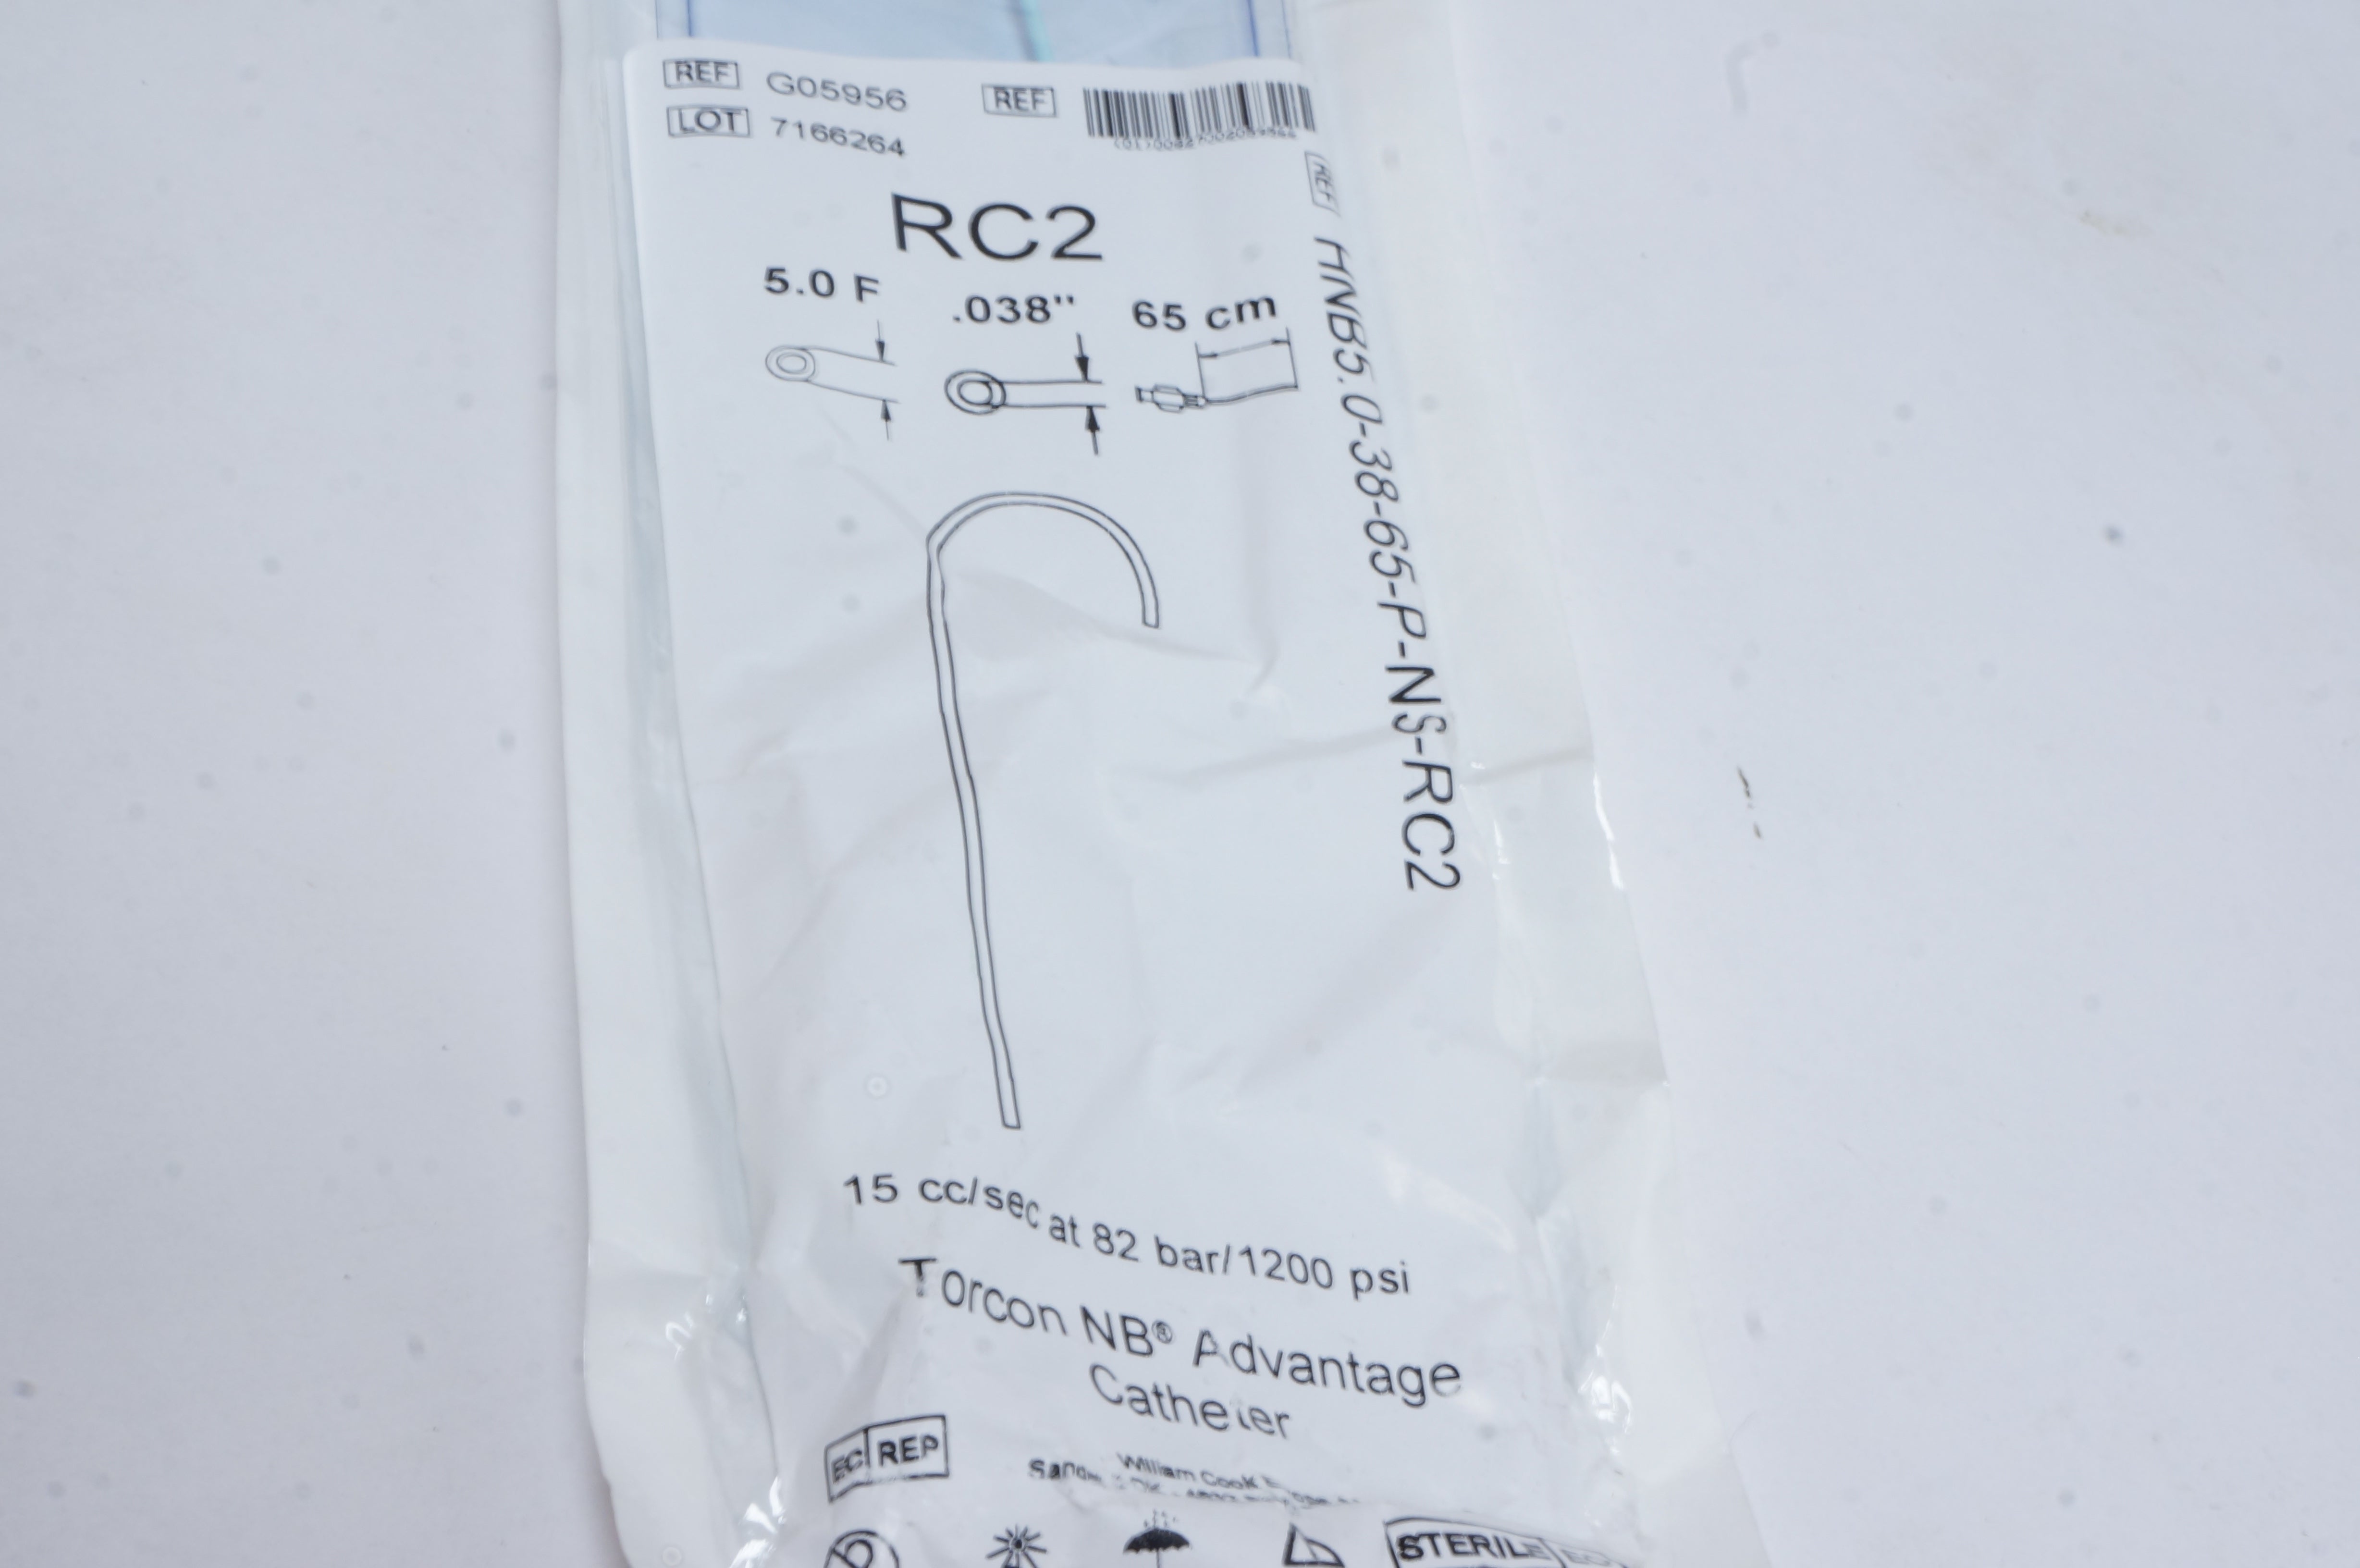 REF G05956 REF
LOT 7166264
RC2
5.0 F .038" 65 cm
REF HNB5.0-38-65-P-NS-RC2
15 cc/sec at 82 bar/1200 psi
Torcon NB® Advantage
Catheter
EC REP
William Cook
STERILE